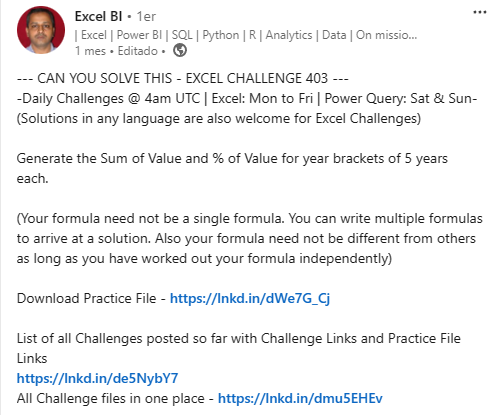 Excel BI • 1er
| Excel | Power BI | SQL | Python | R | Analytics | Data | On missio...
1 mes • Editado •
--- CAN YOU SOLVE THIS - EXCEL CHALLENGE 403 ---
-Daily Challenges @ 4am UTC | Excel: Mon to Fri | Power Query: Sat & Sun-
(Solutions in any language are also welcome for Excel Challenges)
Generate the Sum of Value and % of Value for year brackets of 5 years
each.
(Your formula need not be a single formula. You can write multiple formulas
to arrive at a solution. Also your formula need not be different from others
as long as you have worked out your formula independently)
Download Practice File - https://lnkd.in/dWe7G_Cj
List of all Challenges posted so far with Challenge Links and Practice File
Links
https://lnkd.in/de5NybY7
All Challenge files in one place - https://lnkd.in/dmu5EHEv